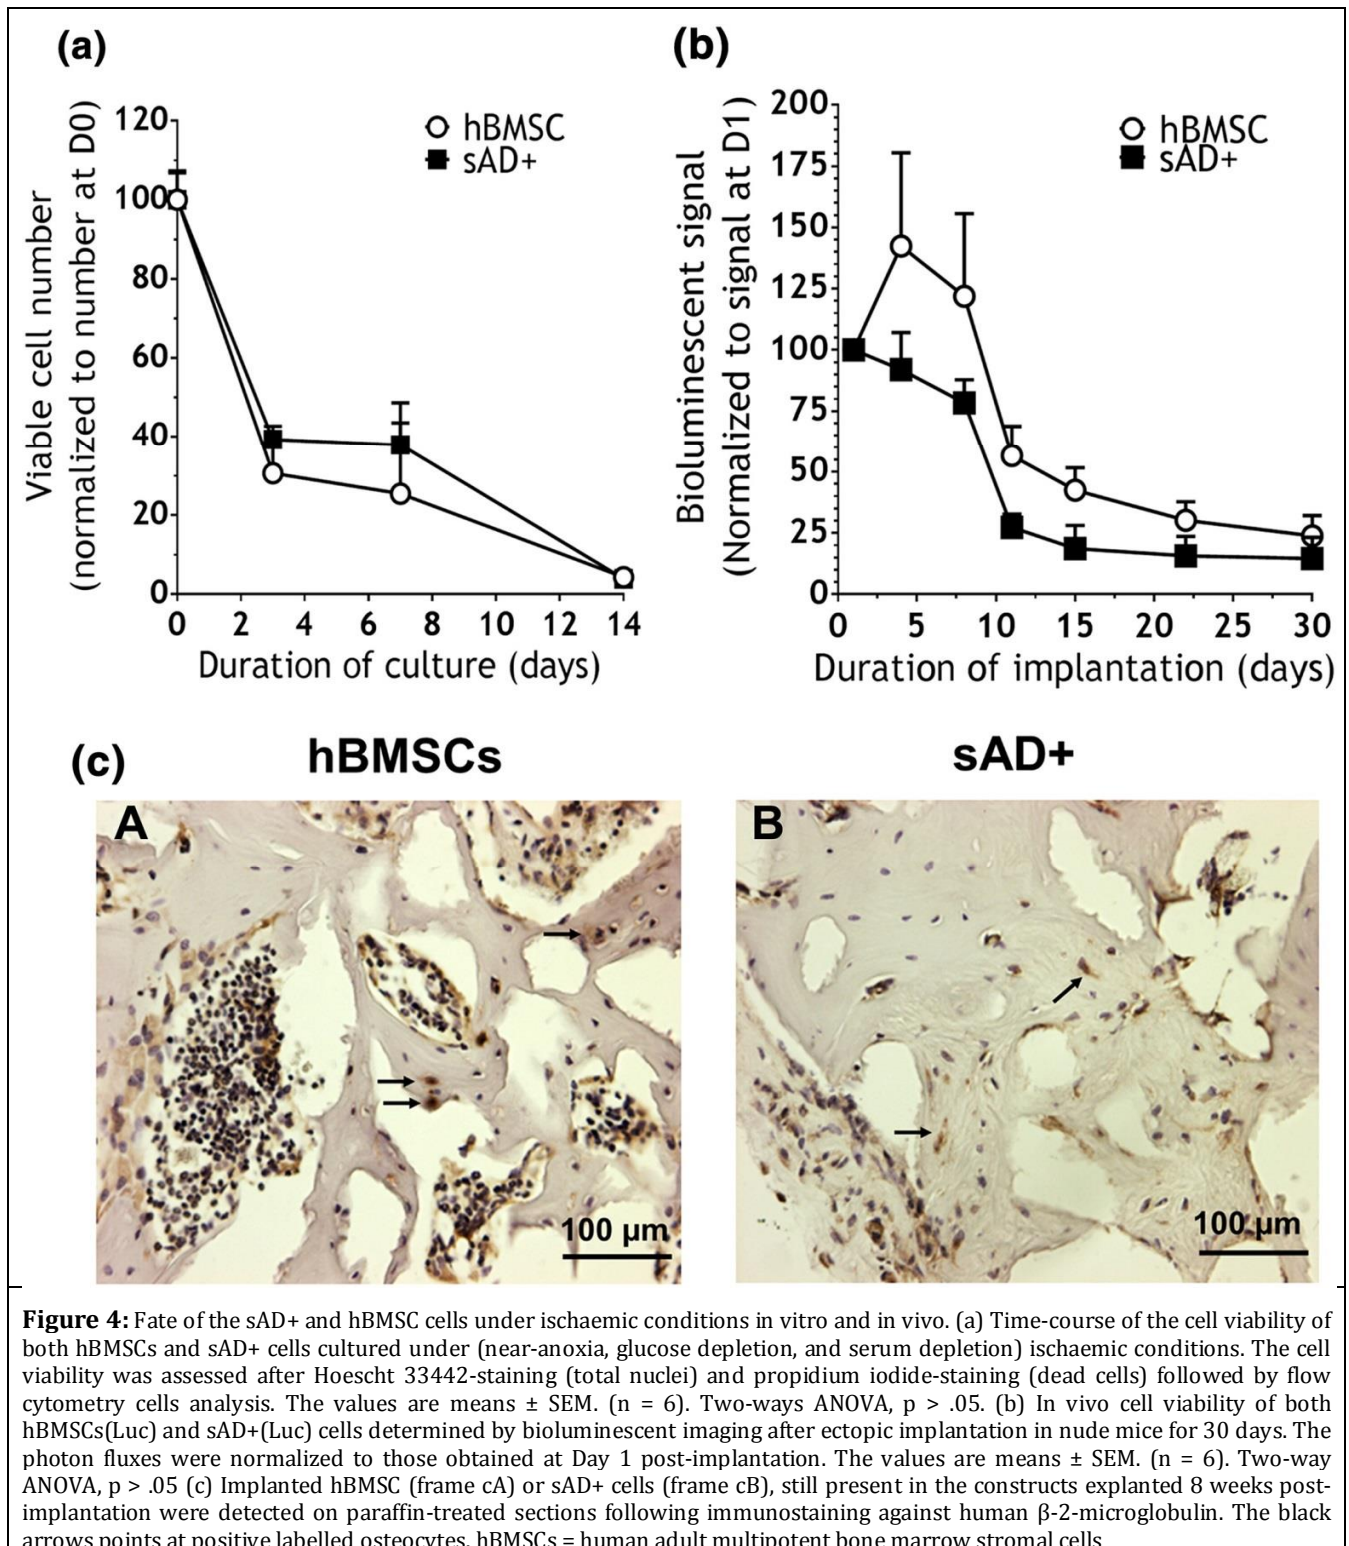 (a)
120
100
80
60
40
20
0
0 2 4 6 8 10 12 14
Viable cell number
(normalized to number at D0)
Duration of culture (days)
hBMSC
sAD+
(b)
200
175
150
125
100
75
50
25
0
0 5 10 15 20 25 30
Bioluminescent signal
(Normalized to signal at D1)
Duration of implantation (days)
hBMSC
sAD+
(c)
hBMSCs
sAD+
A
100 µm
B
100 µm
Figure 4: Fate of the sAD+ and hBMSC cells under ischaemic conditions in vitro and in vivo. (a) Time-course of the cell viability of
both hBMSCs and sAD+ cells cultured under (near-anoxia, glucose depletion, and serum depletion) ischaemic conditions. The cell
viability was assessed after Hoescht 33442-staining (total nuclei) and propidium iodide-staining (dead cells) followed by flow
cytometry cells analysis. The values are means ± SEM. (n = 6). Two-ways ANOVA, p > .05. (b) In vivo cell viability of both
hBMSCs(Luc) and sAD+(Luc) cells determined by bioluminescent imaging after ectopic implantation in nude mice for 30 days. The
photon fluxes were normalized to those obtained at Day 1 post-implantation. The values are means ± SEM. (n = 6). Two-way
ANOVA, p > .05 (c) Implanted hBMSC (frame cA) or sAD+ cells (frame cB), still present in the constructs explanted 8 weeks post-
implantation were detected on paraffin-treated sections following immunostaining against human β-2-microglobulin. The black
arrows points at positive labelled osteocytes. hBMSCs = human adult multipotent bone marrow stromal cells